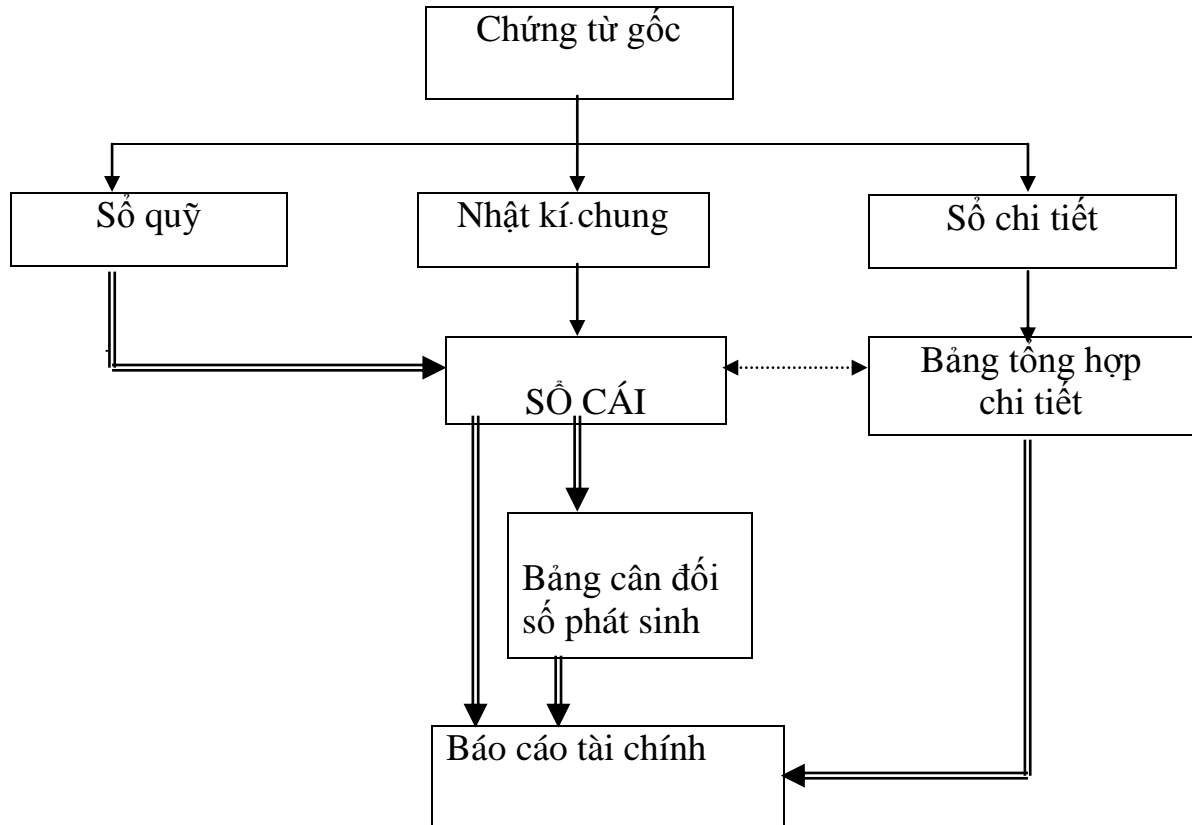 Chứng từ gốc
Sổ quỹ
Nhật kí chung
Sổ chi tiết
SỔ CÁI
Bảng tổng hợp
chi tiết
Bảng cân đối
số phát sinh
Báo cáo tài chính